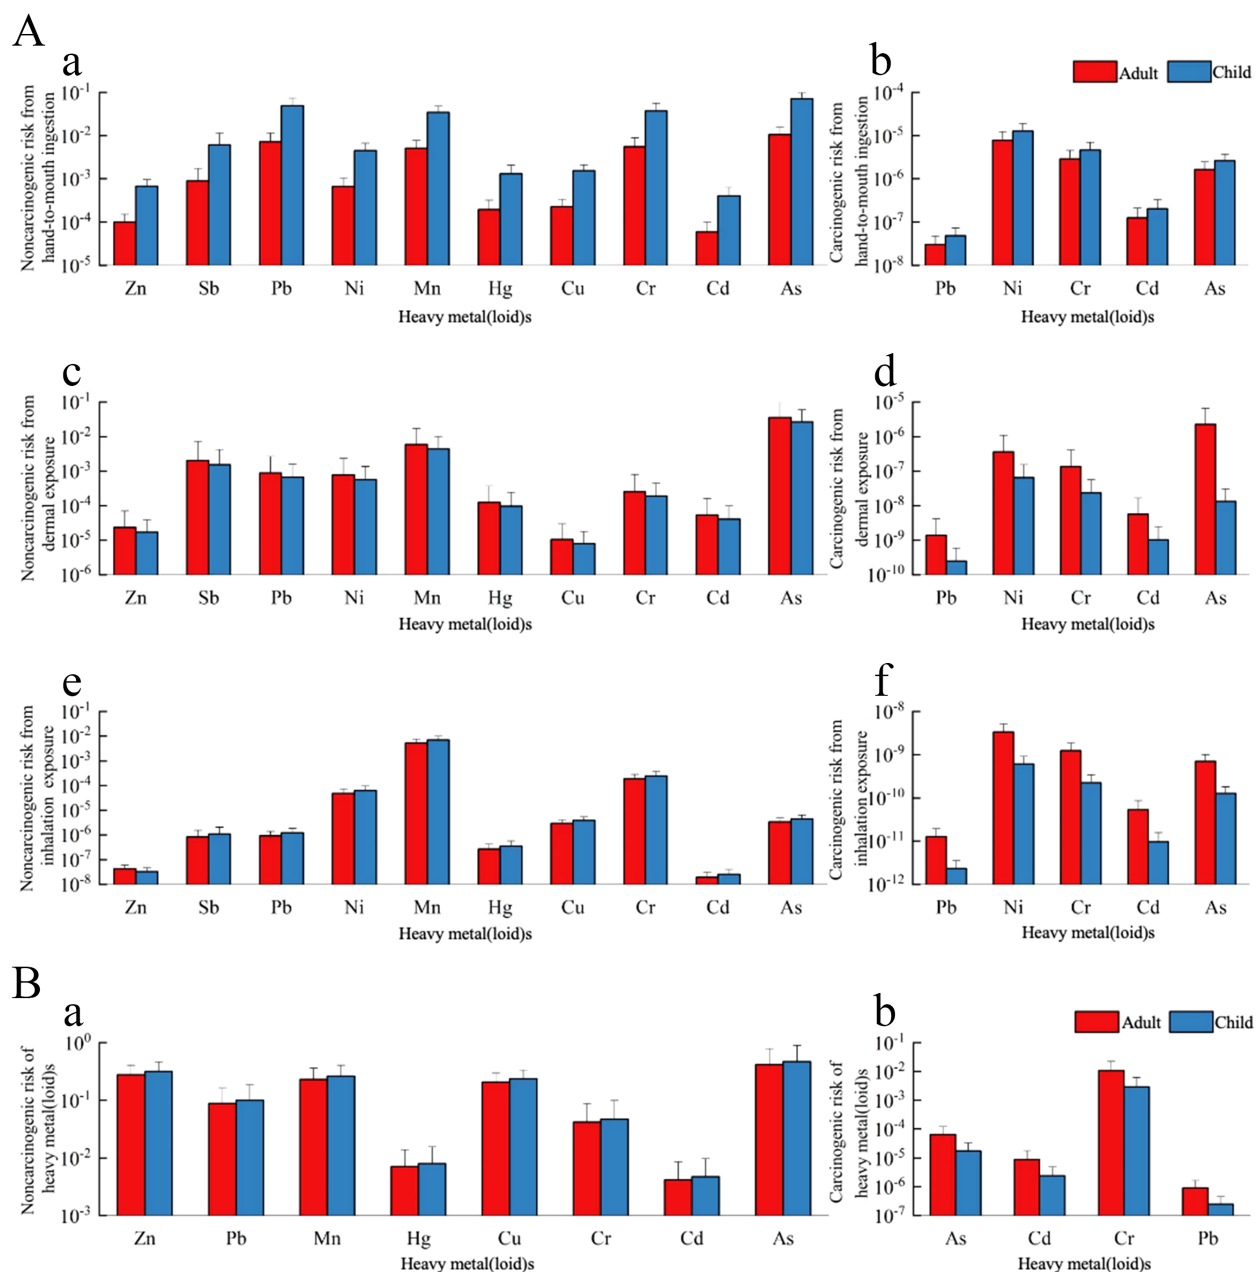 A
a
b
Adult
Child
Noncarcinogenic risk from
hand-to-mouth ingestion
10-1
10-2
10-3
10-4
10-5
Zn Sb Pb Ni Mn Hg Cu Cr Cd As
Heavy metal(loid)s
Carcinogenic risk from
hand-to-mouth ingestion
10-4
10-5
10-6
10-7
10-8
Pb Ni Cr Cd As
Heavy metal(loid)s
c
d
Noncarcinogenic risk from
dermal exposure
10-1
10-2
10-3
10-4
10-5
10-6
Zn Sb Pb Ni Mn Hg Cu Cr Cd As
Heavy metal(loid)s
Carcinogenic risk from
dermal exposure
10-5
10-6
10-7
10-8
10-9
10-10
Pb Ni Cr Cd As
Heavy metal(loid)s
e
f
Noncarcinogenic risk from
inhalation exposure
10-1
10-2
10-3
10-4
10-5
10-6
10-7
10-8
Zn Sb Pb Ni Mn Hg Cu Cr Cd As
Heavy metal(loid)s
Carcinogenic risk from
inhalation exposure
10-8
10-9
10-10
10-11
10-12
Pb Ni Cr Cd As
Heavy metal(loid)s
B
a
b
Adult
Child
Noncarcinogenic risk of
heavy metal(loid)s
100
10-1
10-2
10-3
Zn Pb Mn Hg Cu Cr Cd As
Heavy metal(loid)s
Carcinogenic risk of
heavy metal(loid)s
10-1
10-2
10-3
10-4
10-5
10-6
10-7
As Cd Cr Pb
Heavy metal(loid)s